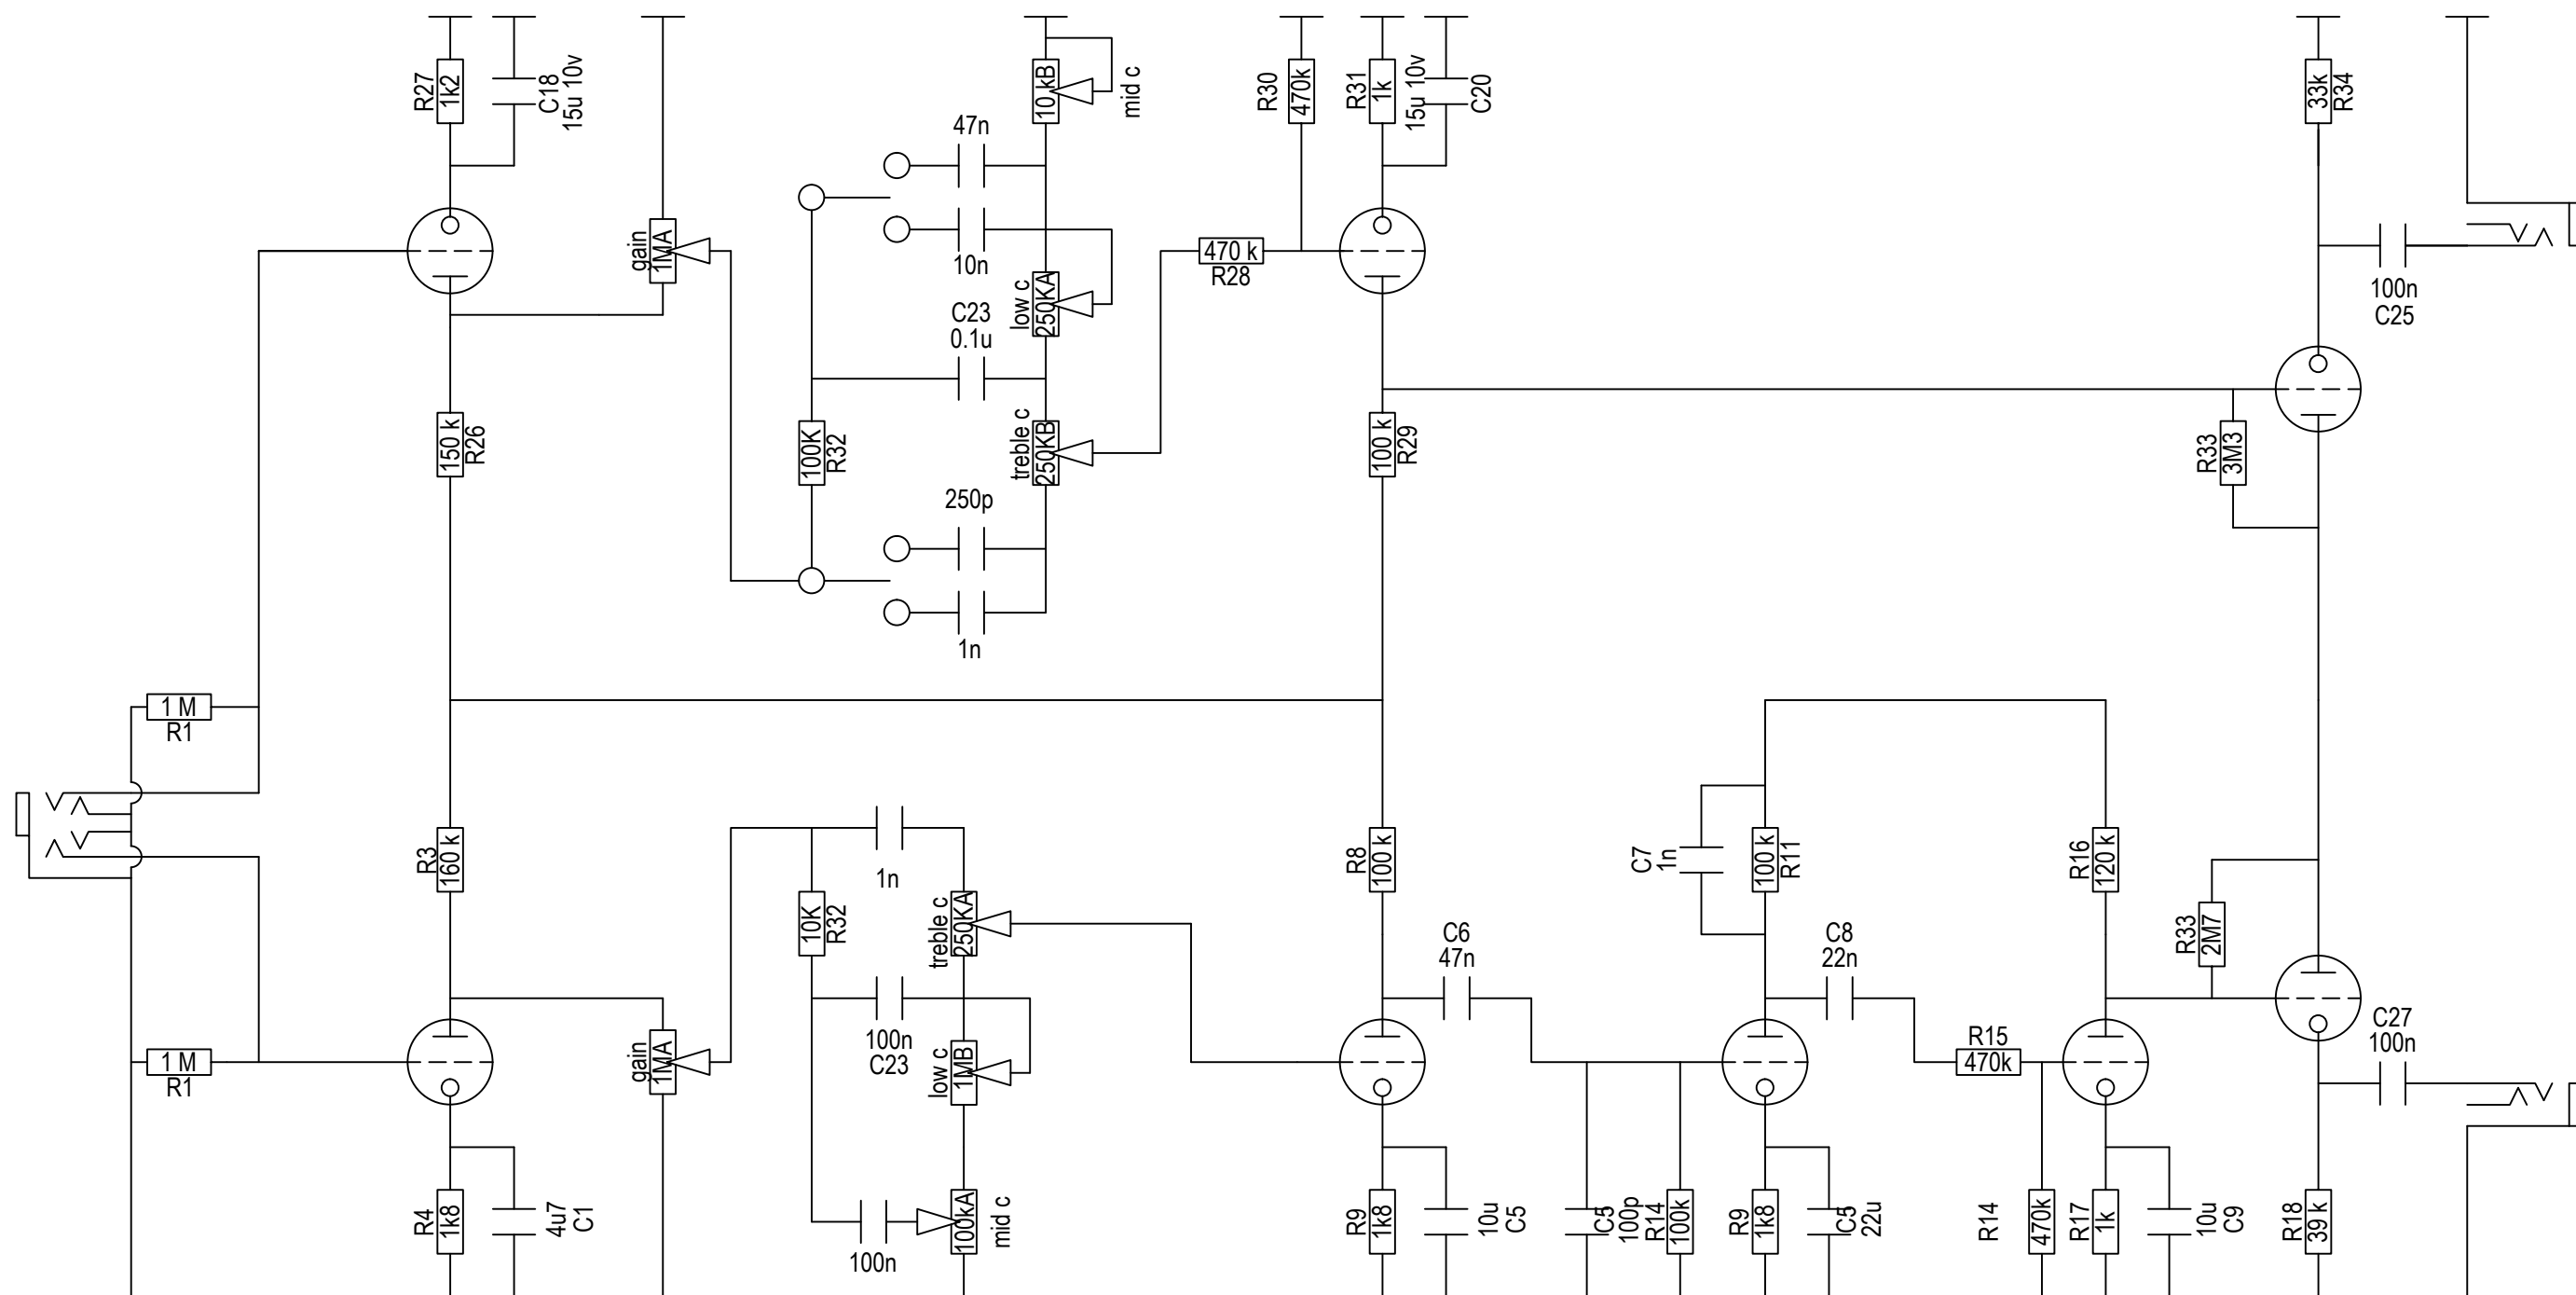 R27
1k2
C18
15u 10v
gain
1MA
10 kB
mid c
47n
10n
low c
250KA
C23
0.1u
100K
R32
treble c
250KB
250p
1n
R30
470k
R31
1k
15u 10v
C20
470 k
R28
33k
R34
100n
C25
150 k
R26
100 k
R29
R33
3M3
1 M
R1
R3
160 k
1n
10K
R32
treble c
250KA
100n
C23
low c
1MB
100kA
mid c
100n
1 M
R1
gain
1MA
R4
1k8
4u7
C1
R8
100 k
C6
47n
C7
1n
100 k
R11
C8
22n
R16
120 k
R33
2M7
R15
470k
C27
100n
R9
1k8
10u
C5
C5
100p
R14
100k
R9
1k8
C5
22u
R14
470k
R17
1k
10u
C9
R18
39 k